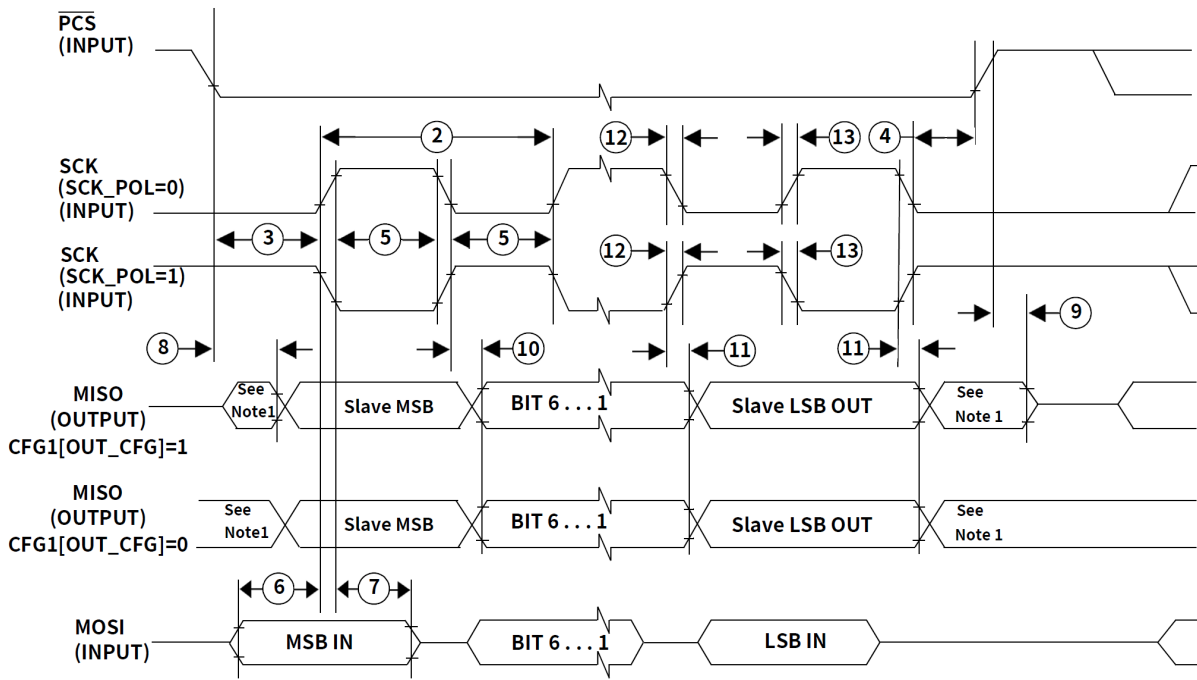 PCS
(INPUT)
2
12
13
4
SCK
(SCK_POL=0)
(INPUT)
3
5
5
SCK
(SCK_POL=1)
(INPUT)
12
13
9
8
10
11
11
MISO
(OUTPUT)
CFG1[OUT_CFG]=1
See
Note1
Slave MSB
BIT 6 . . . 1
Slave LSB OUT
See
Note 1
MISO
(OUTPUT)
CFG1[OUT_CFG]=0
See
Note1
Slave MSB
BIT 6 . . . 1
Slave LSB OUT
See
Note 1
6
7
MOSI
(INPUT)
MSB IN
BIT 6 . . . 1
LSB IN